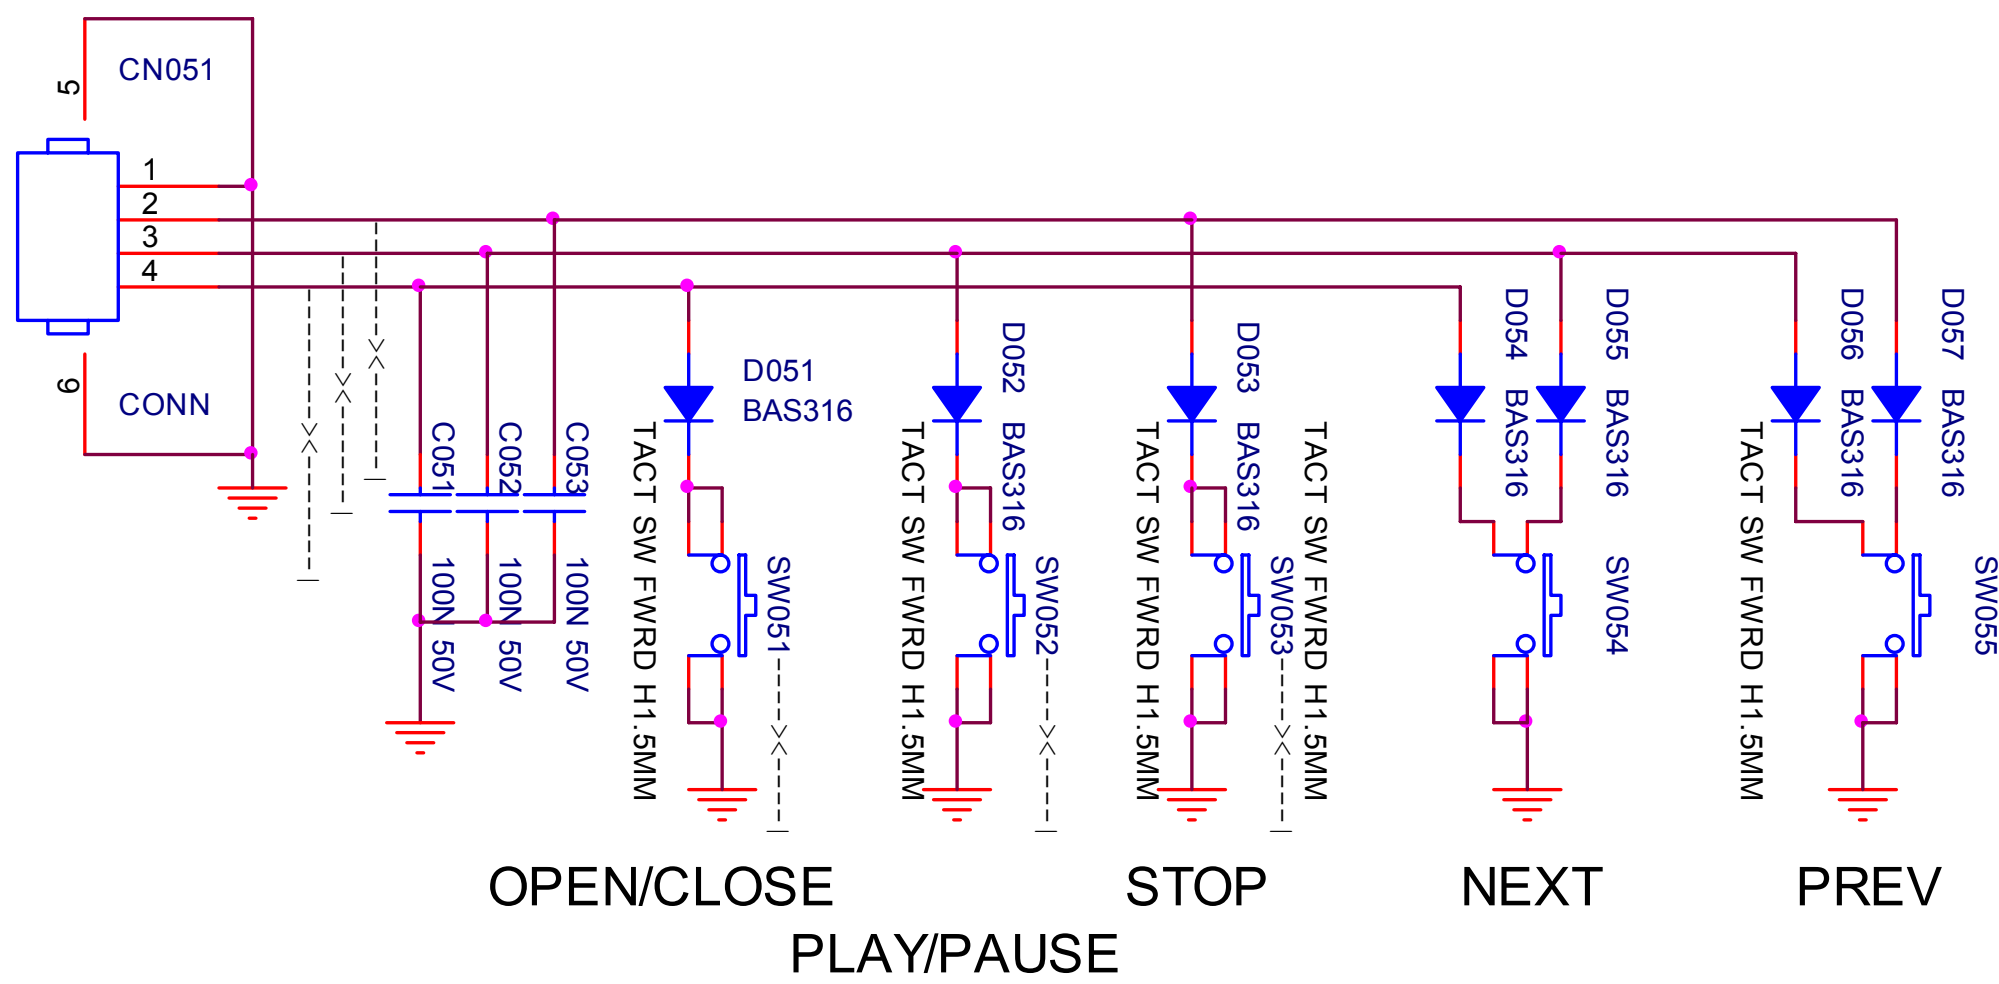 5
CN051
1
2
3
4
6
CONN
C051
100N 50V
C052
100N 50V
C053
100N 50V
D051
BAS316
TACT SW FWRD H1.5MM
SW051
D052 BAS316
TACT SW FWRD H1.5MM
SW052
D053 BAS316
TACT SW FWRD H1.5MM
SW053
TACT SW FWRD H1.5MM
D054 BAS316
D055 BAS316
SW054
TACT SW FWRD H1.5MM
D056 BAS316
D057 BAS316
SW055
OPEN/CLOSE
STOP
NEXT
PREV
PLAY/PAUSE